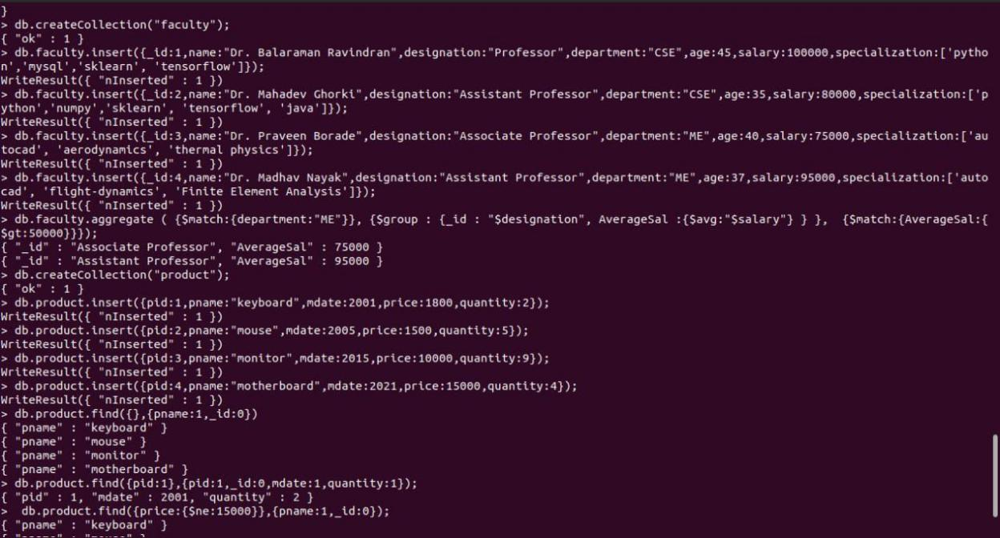 }
> db.createCollection("faculty");
{ "ok" : 1 }
> db.faculty.insert({_id:1,name:"Dr. Balaraman Ravindran",designation:"Professor",department:"CSE",age:45,salary:100000,specialization:['pytho
n','mysql','sklearn', 'tensorflow']});
WriteResult({ "nInserted" : 1 })
> db.faculty.insert({_id:2,name:"Dr. Mahadev Ghorki",designation:"Assistant Professor",department:"CSE",age:35,salary:80000,specialization:['p
ython','numpy','sklearn', 'tensorflow', 'java']});
WriteResult({ "nInserted" : 1 })
> db.faculty.insert({_id:3,name:"Dr. Praveen Borade",designation:"Associate Professor",department:"ME",age:40,salary:75000,specialization:['au
tocad', 'aerodynamics', 'thermal physics']});
WriteResult({ "nInserted" : 1 })
> db.faculty.insert({_id:4,name:"Dr. Madhav Nayak",designation:"Assistant Professor",department:"ME",age:37,salary:95000,specialization:['auto
cad', 'flight-dynamics', 'Finite Element Analysis']});
WriteResult({ "nInserted" : 1 })
> db.faculty.aggregate ( {$match:{department:"ME"}}, {$group : {_id : "$designation", AverageSal :{$avg:"$salary"} } },  {$match:{AverageSal:{
$gt:50000}}});
{ "_id" : "Associate Professor", "AverageSal" : 75000 }
{ "_id" : "Assistant Professor", "AverageSal" : 95000 }
> db.createCollection("product");
{ "ok" : 1 }
> db.product.insert({pid:1,pname:"keyboard",mdate:2001,price:1800,quantity:2});
WriteResult({ "nInserted" : 1 })
> db.product.insert({pid:2,pname:"mouse",mdate:2005,price:1500,quantity:5});
WriteResult({ "nInserted" : 1 })
> db.product.insert({pid:3,pname:"monitor",mdate:2015,price:10000,quantity:9});
WriteResult({ "nInserted" : 1 })
> db.product.insert({pid:4,pname:"motherboard",mdate:2021,price:15000,quantity:4});
WriteResult({ "nInserted" : 1 })
> db.product.find({},{pname:1,_id:0})
{ "pname" : "keyboard" }
{ "pname" : "mouse" }
{ "pname" : "monitor" }
{ "pname" : "motherboard" }
> db.product.find({pid:1},{pid:1,_id:0,mdate:1,quantity:1});
{ "pid" : 1, "mdate" : 2001, "quantity" : 2 }
>  db.product.find({price:{$ne:15000}},{pname:1,_id:0});
{ "pname" : "keyboard" }